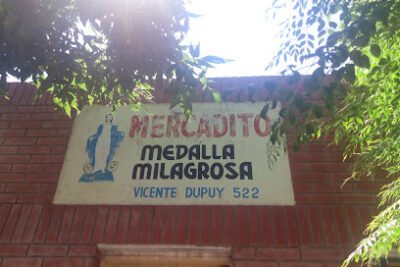 MERCADITO
MEDALLA
MILAGROSA
VICENTE DUPUY 522